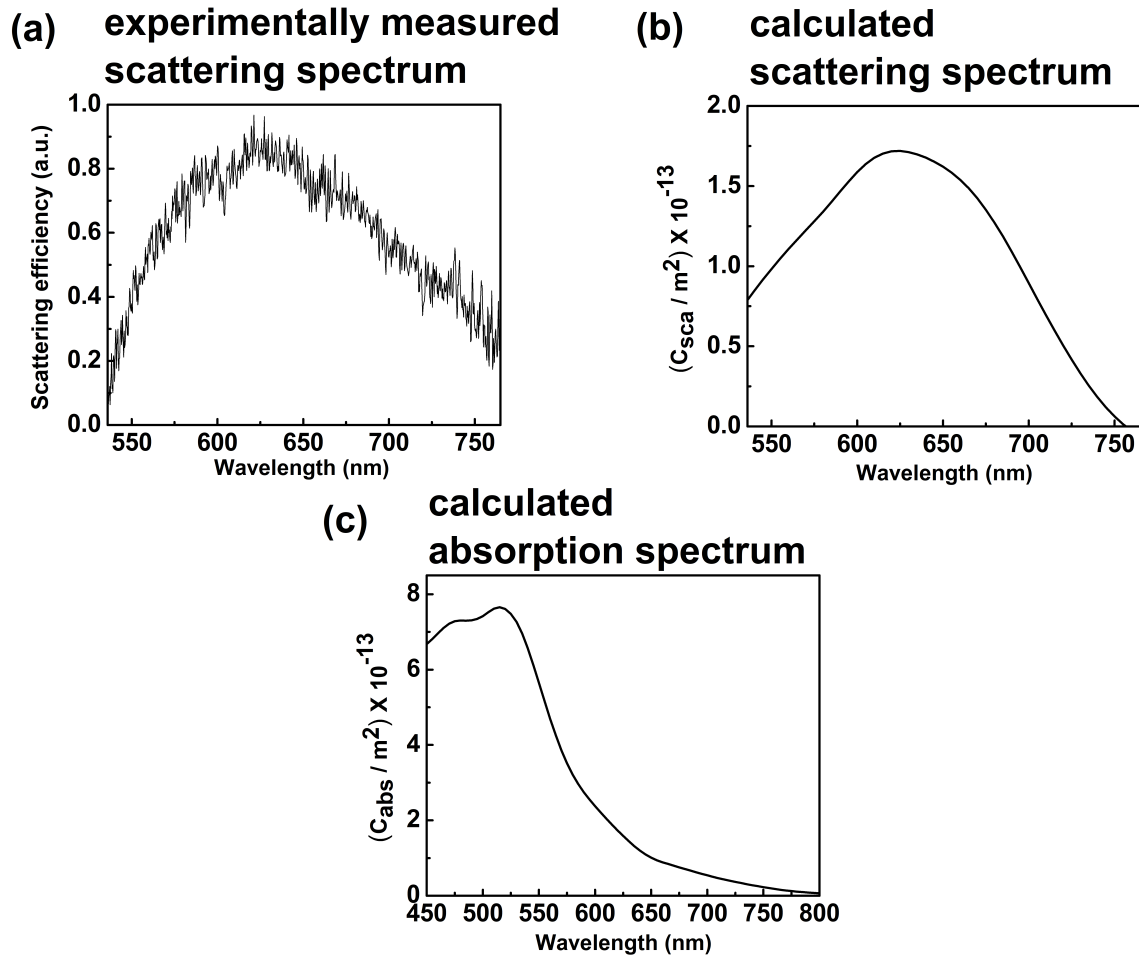 (a) experimentally measured
scattering spectrum
1.0
0.8
0.6
0.4
0.2
0.0
Scattering efficiency (a.u.)
550 600 650 700 750
Wavelength (nm)
(b) calculated
scattering spectrum
2.0
1.5
1.0
0.5
0.0
(Csca / m2) X 10-13
550 600 650 700 750
Wavelength (nm)
(c) calculated
absorption spectrum
8
6
4
2
0
(Cabs / m2) X 10-13
450 500 550 600 650 700 750 800
Wavelength (nm)